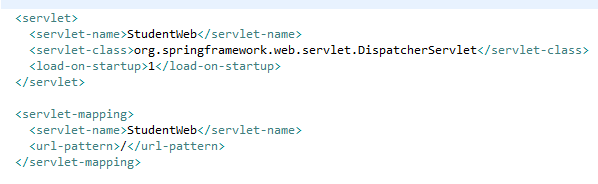 <servlet>
<servlet-name>StudentWeb</servlet-name>
<servlet-class>org.springframework.web.servlet.DispatcherServlet</servlet-class>
<load-on-startup>1</load-on-startup>
</servlet>
<servlet-mapping>
<servlet-name>StudentWeb</servlet-name>
<url-pattern>/</url-pattern>
</servlet-mapping>